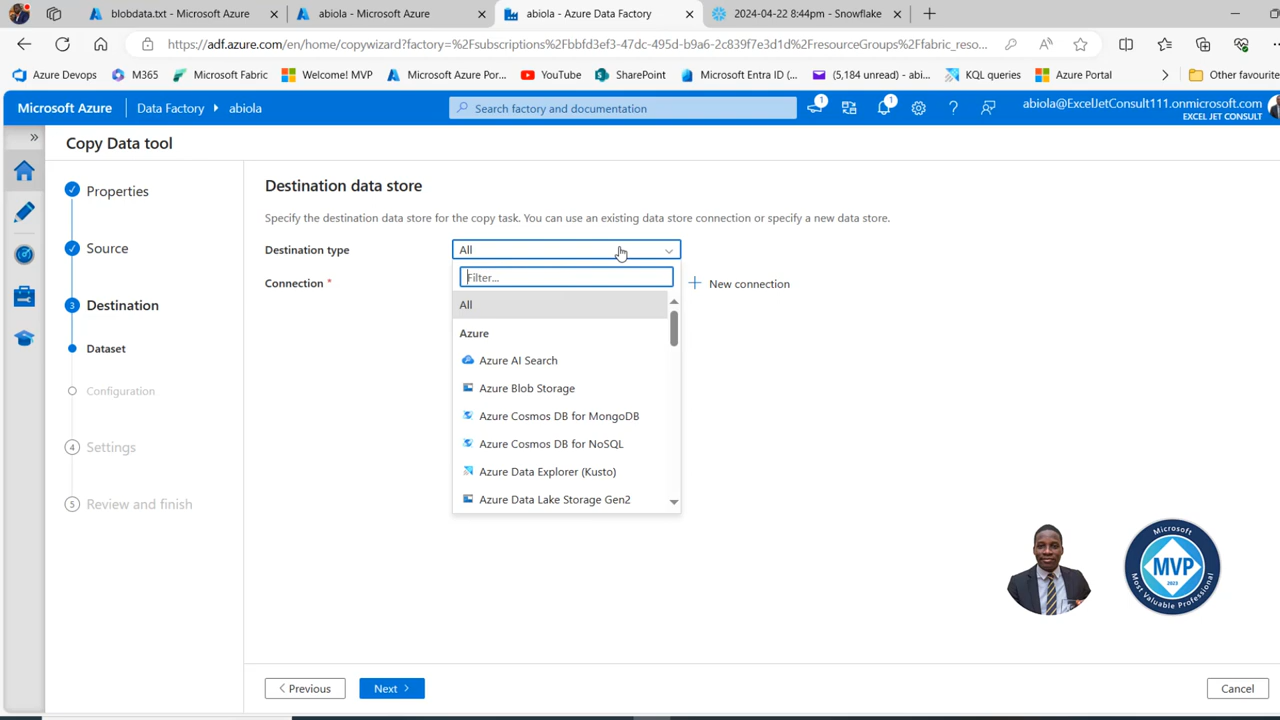 blobdata.txt - Microsoft Azure
abiola - Microsoft Azure
abiola - Azure Data Factory
2024-04-22 8:44pm - Snowflake
https://adf.azure.com/en/home/copywizard?factory=%2Fsubscriptions%2Fbbfd3ef3-47dc-495d-b9a6-2c839f7e3d1d%2FresourceGroups%2Ffabric_reso...
Azure Devops
M365
Microsoft Fabric
Welcome! MVP
Microsoft Azure Por...
YouTube
SharePoint
Microsoft Entra ID (...
(5,184 unread) - abi...
KQL queries
Azure Portal
Other favourite
Microsoft Azure
Data Factory
abiola
Search factory and documentation
1
1
abiola@ExcelJetConsult111.onmicrosoft.com
EXCEL JET CONSULT
Copy Data tool
Properties
Source
3 Destination
Dataset
Configuration
4 Settings
5 Review and finish
Destination data store
Specify the destination data store for the copy task. You can use an existing data store connection or specify a new data store.
Destination type
All
Connection *
New connection
Filter...
All
Azure
Azure AI Search
Azure Blob Storage
Azure Cosmos DB for MongoDB
Azure Cosmos DB for NoSQL
Azure Data Explorer (Kusto)
Azure Data Lake Storage Gen2
Microsoft
MVP
2023
Most Valuable Professional
Previous
Next
Cancel